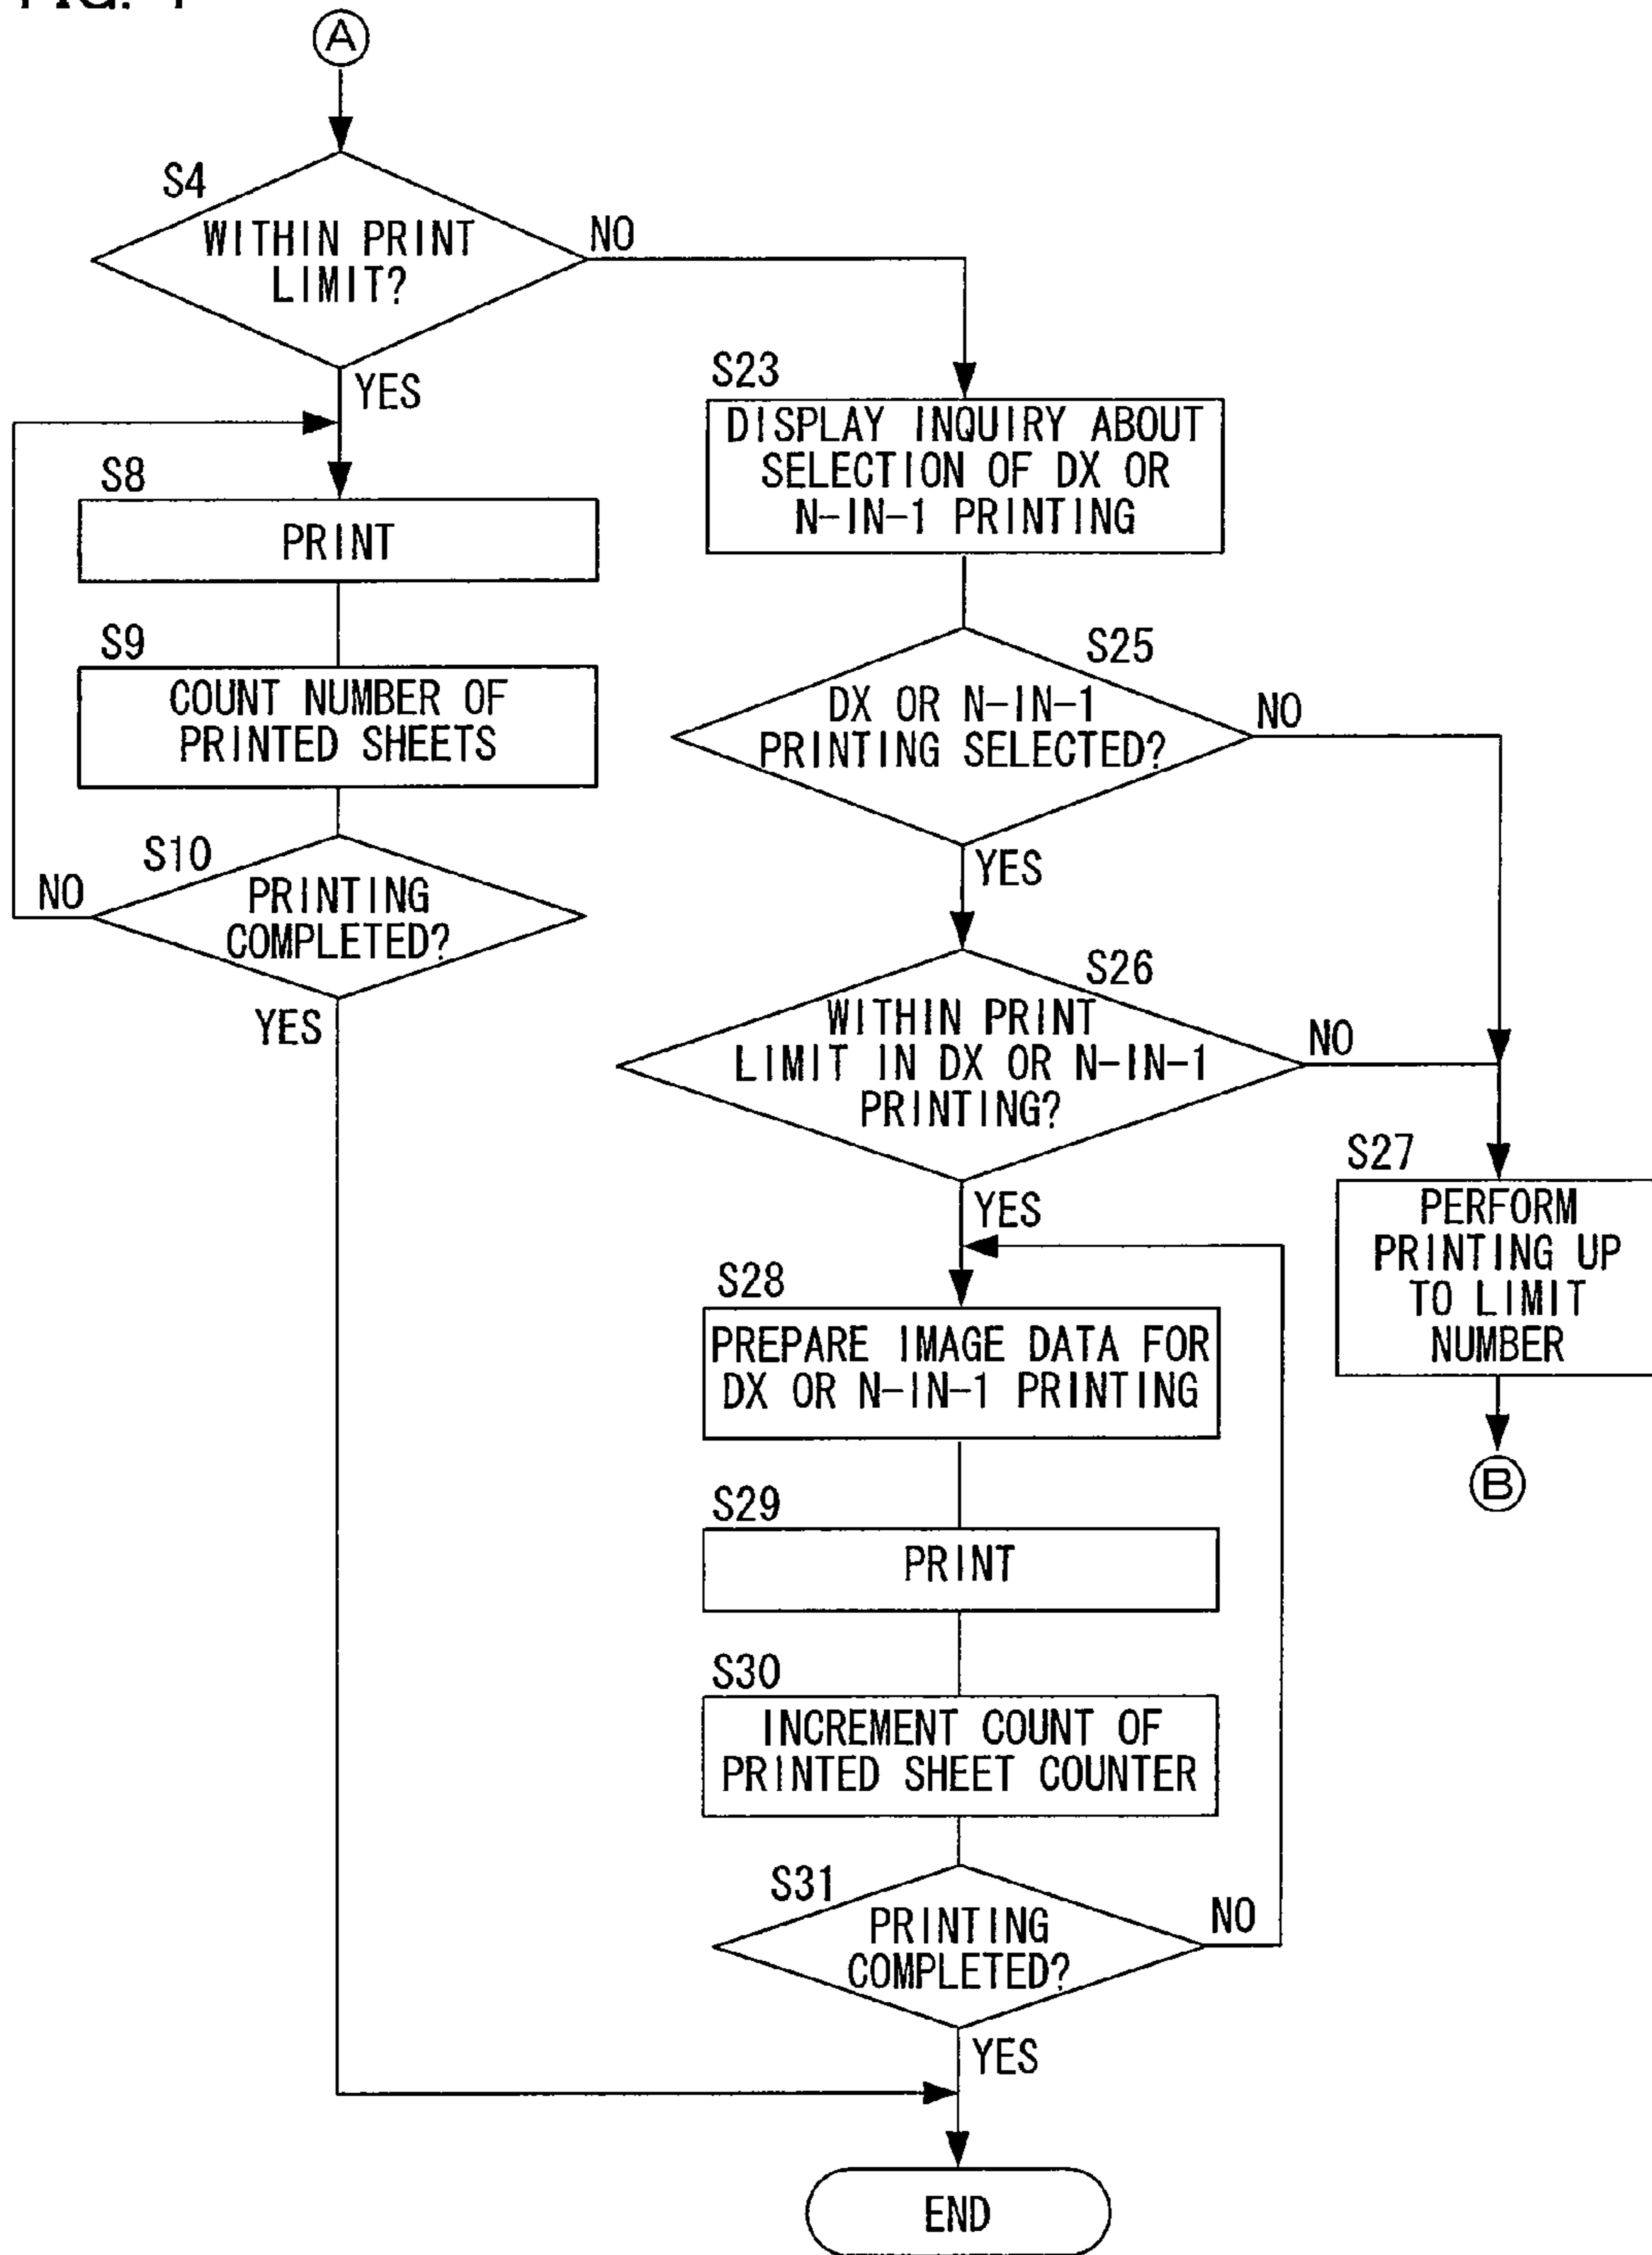 A
S4
WITHIN PRINT
LIMIT?
NO
YES
S8
PRINT
S9
COUNT NUMBER OF
PRINTED SHEETS
S10
PRINTING
COMPLETED?
NO
YES
S23
DISPLAY INQUIRY ABOUT
SELECTION OF DX OR
N-IN-1 PRINTING
S25
DX OR N-IN-1
PRINTING SELECTED?
NO
YES
S26
WITHIN PRINT
LIMIT IN DX OR N-IN-1
PRINTING?
NO
YES
S27
PERFORM
PRINTING UP
TO LIMIT
NUMBER
B
S28
PREPARE IMAGE DATA FOR
DX OR N-IN-1 PRINTING
S29
PRINT
S30
INCREMENT COUNT OF
PRINTED SHEET COUNTER
S31
PRINTING
COMPLETED?
NO
YES
END